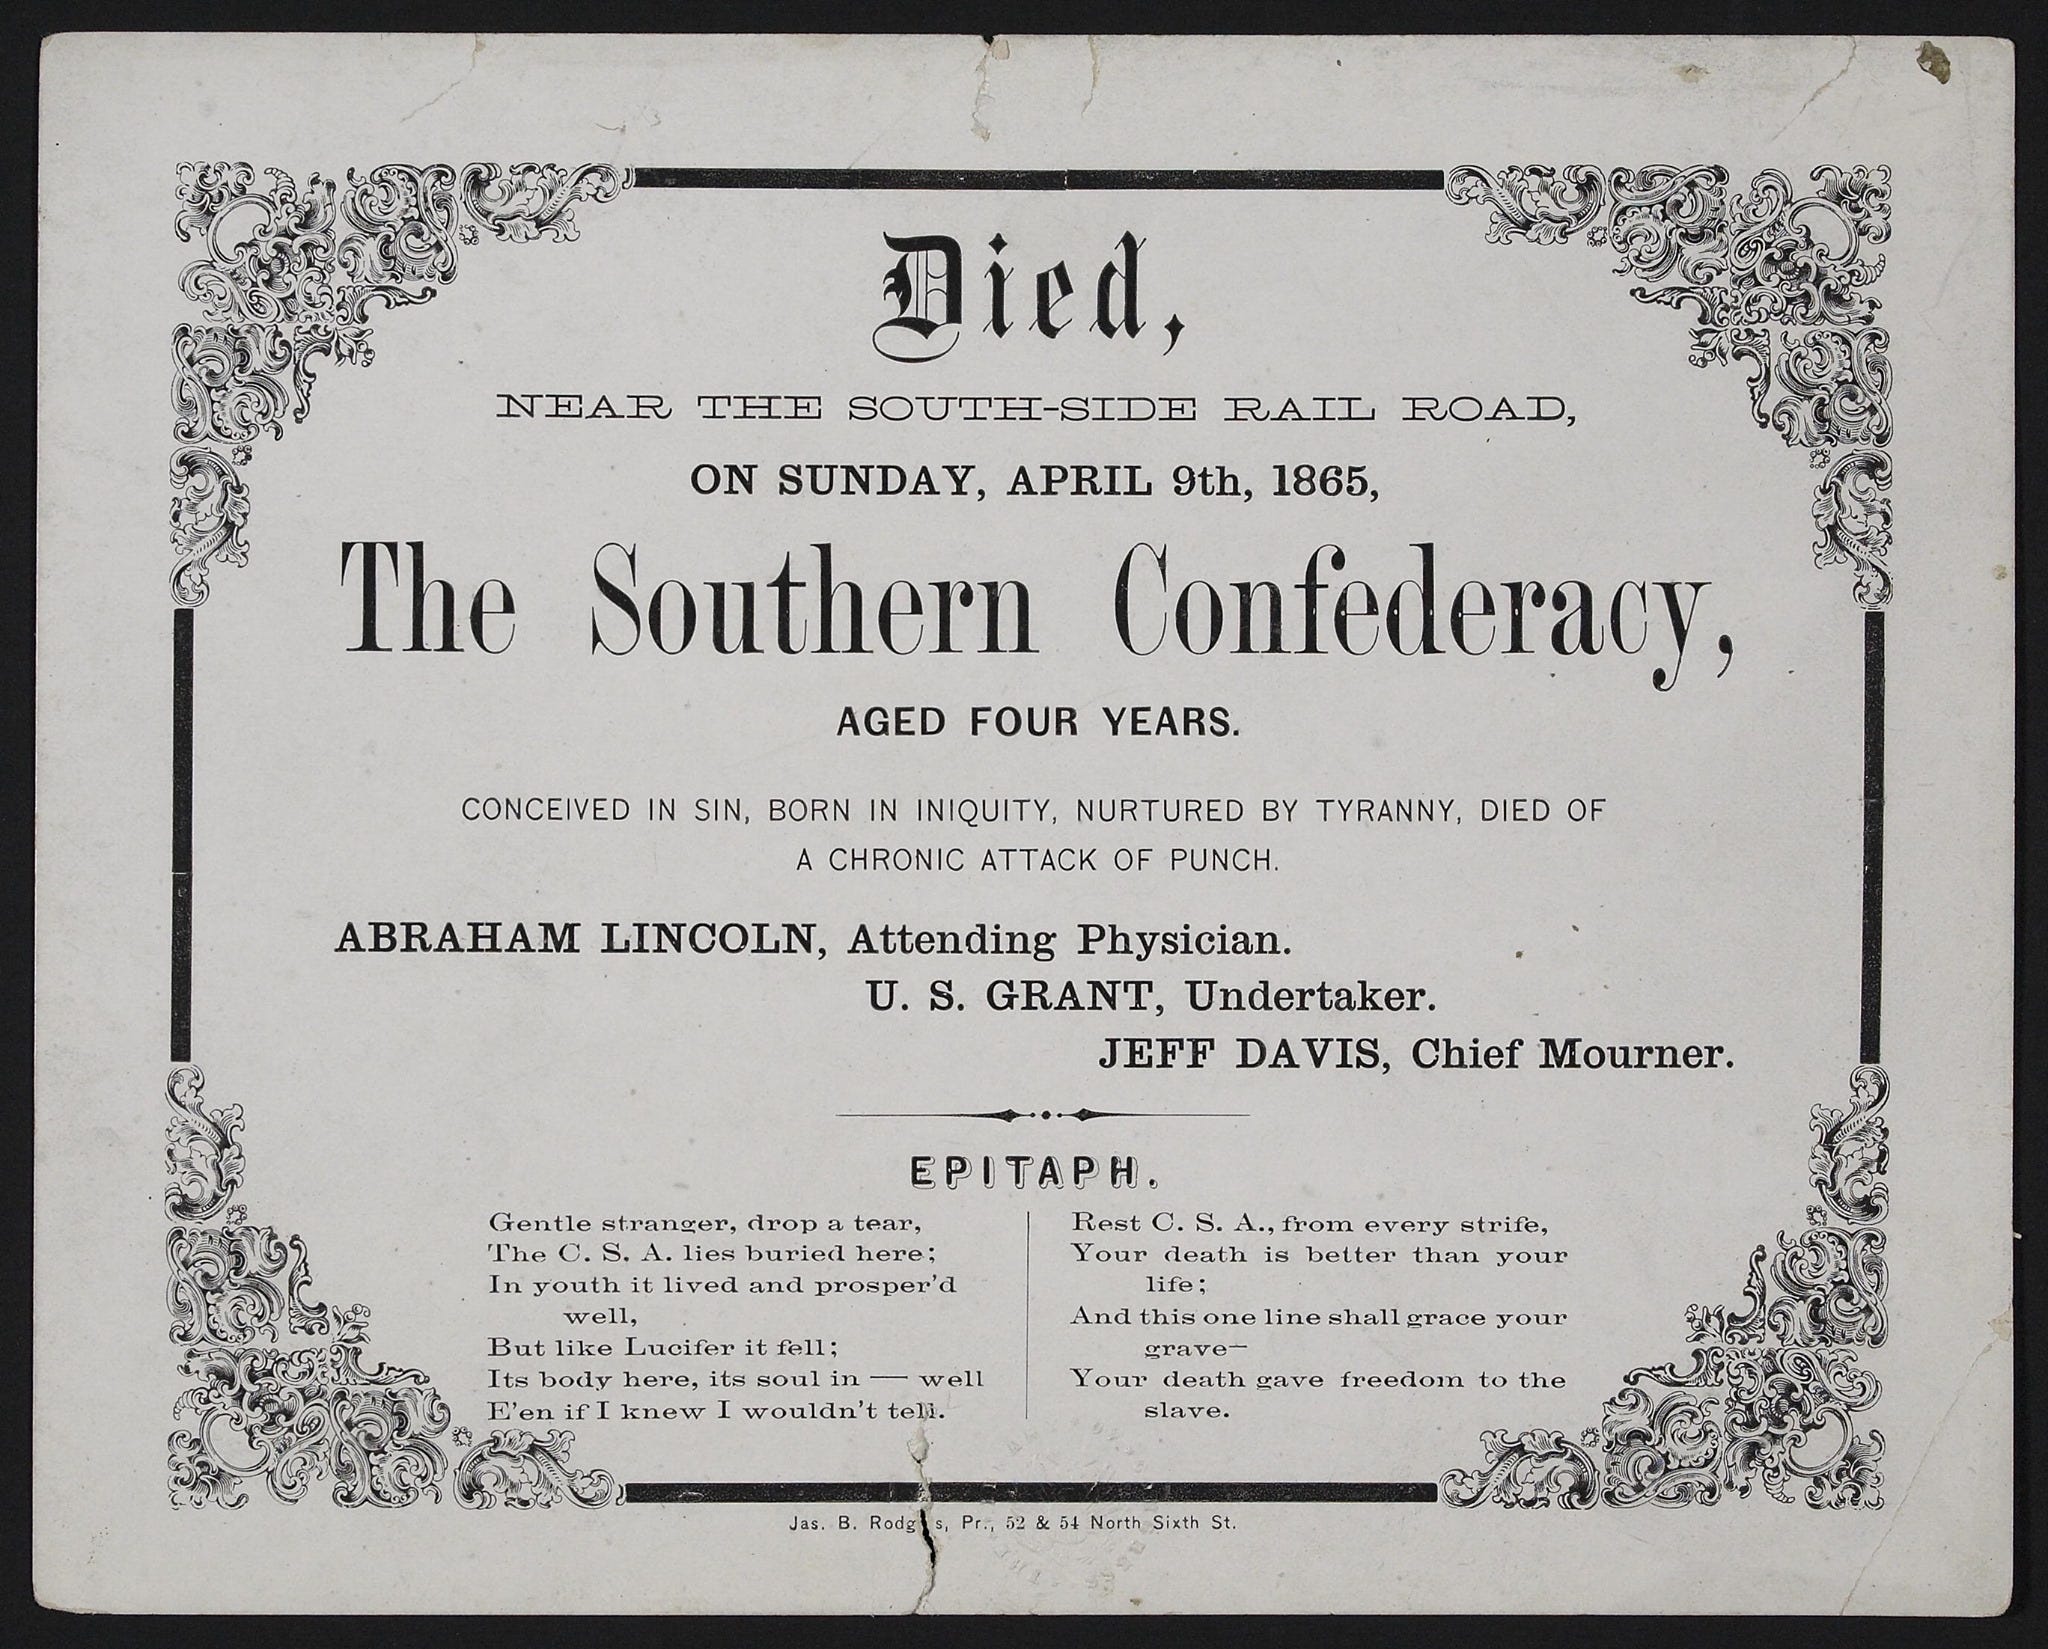 Died,
NEAR THE SOUTH-SIDE RAIL ROAD,
ON SUNDAY, APRIL 9th, 1865,
The Southern Confederacy,
AGED FOUR YEARS.
CONCEIVED IN SIN, BORN IN INIQUITY, NURTURED BY TYRANNY, DIED OF
A CHRONIC ATTACK OF PUNCH.
ABRAHAM LINCOLN, Attending Physician.
U. S. GRANT, Undertaker.
JEFF DAVIS, Chief Mourner.
EPITAPH.
Gentle stranger, drop a tear,
The C. S. A. lies buried here;
In youth it lived and prosper'd
well,
But like Lucifer it fell;
Its body here, its soul in — well
E'en if I knew I wouldn't tell.
Rest C. S. A., from every strife,
Your death is better than your
life;
And this one line shall grace your
grave—
Your death gave freedom to the
slave.
Jas. B. Rodgers, Pr., 52 & 54 North Sixth St.